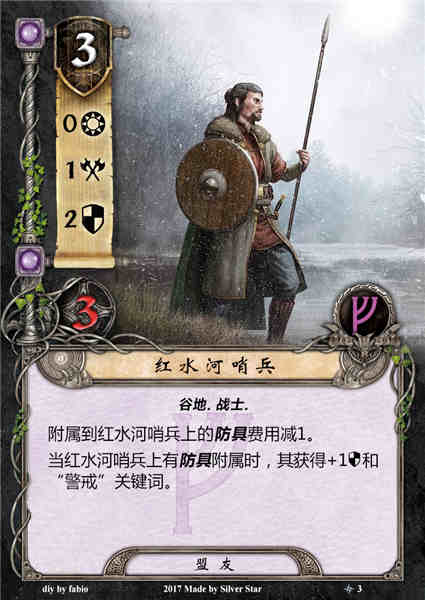 3
0
1
2
3
红水河哨兵
谷地. 战士.
附属到红水河哨兵上的防具费用减1。
当红水河哨兵上有防具附属时，其获得+1和
“警戒”关键词。
盟友
diy by fabio 2017 Made by Silver Star 3